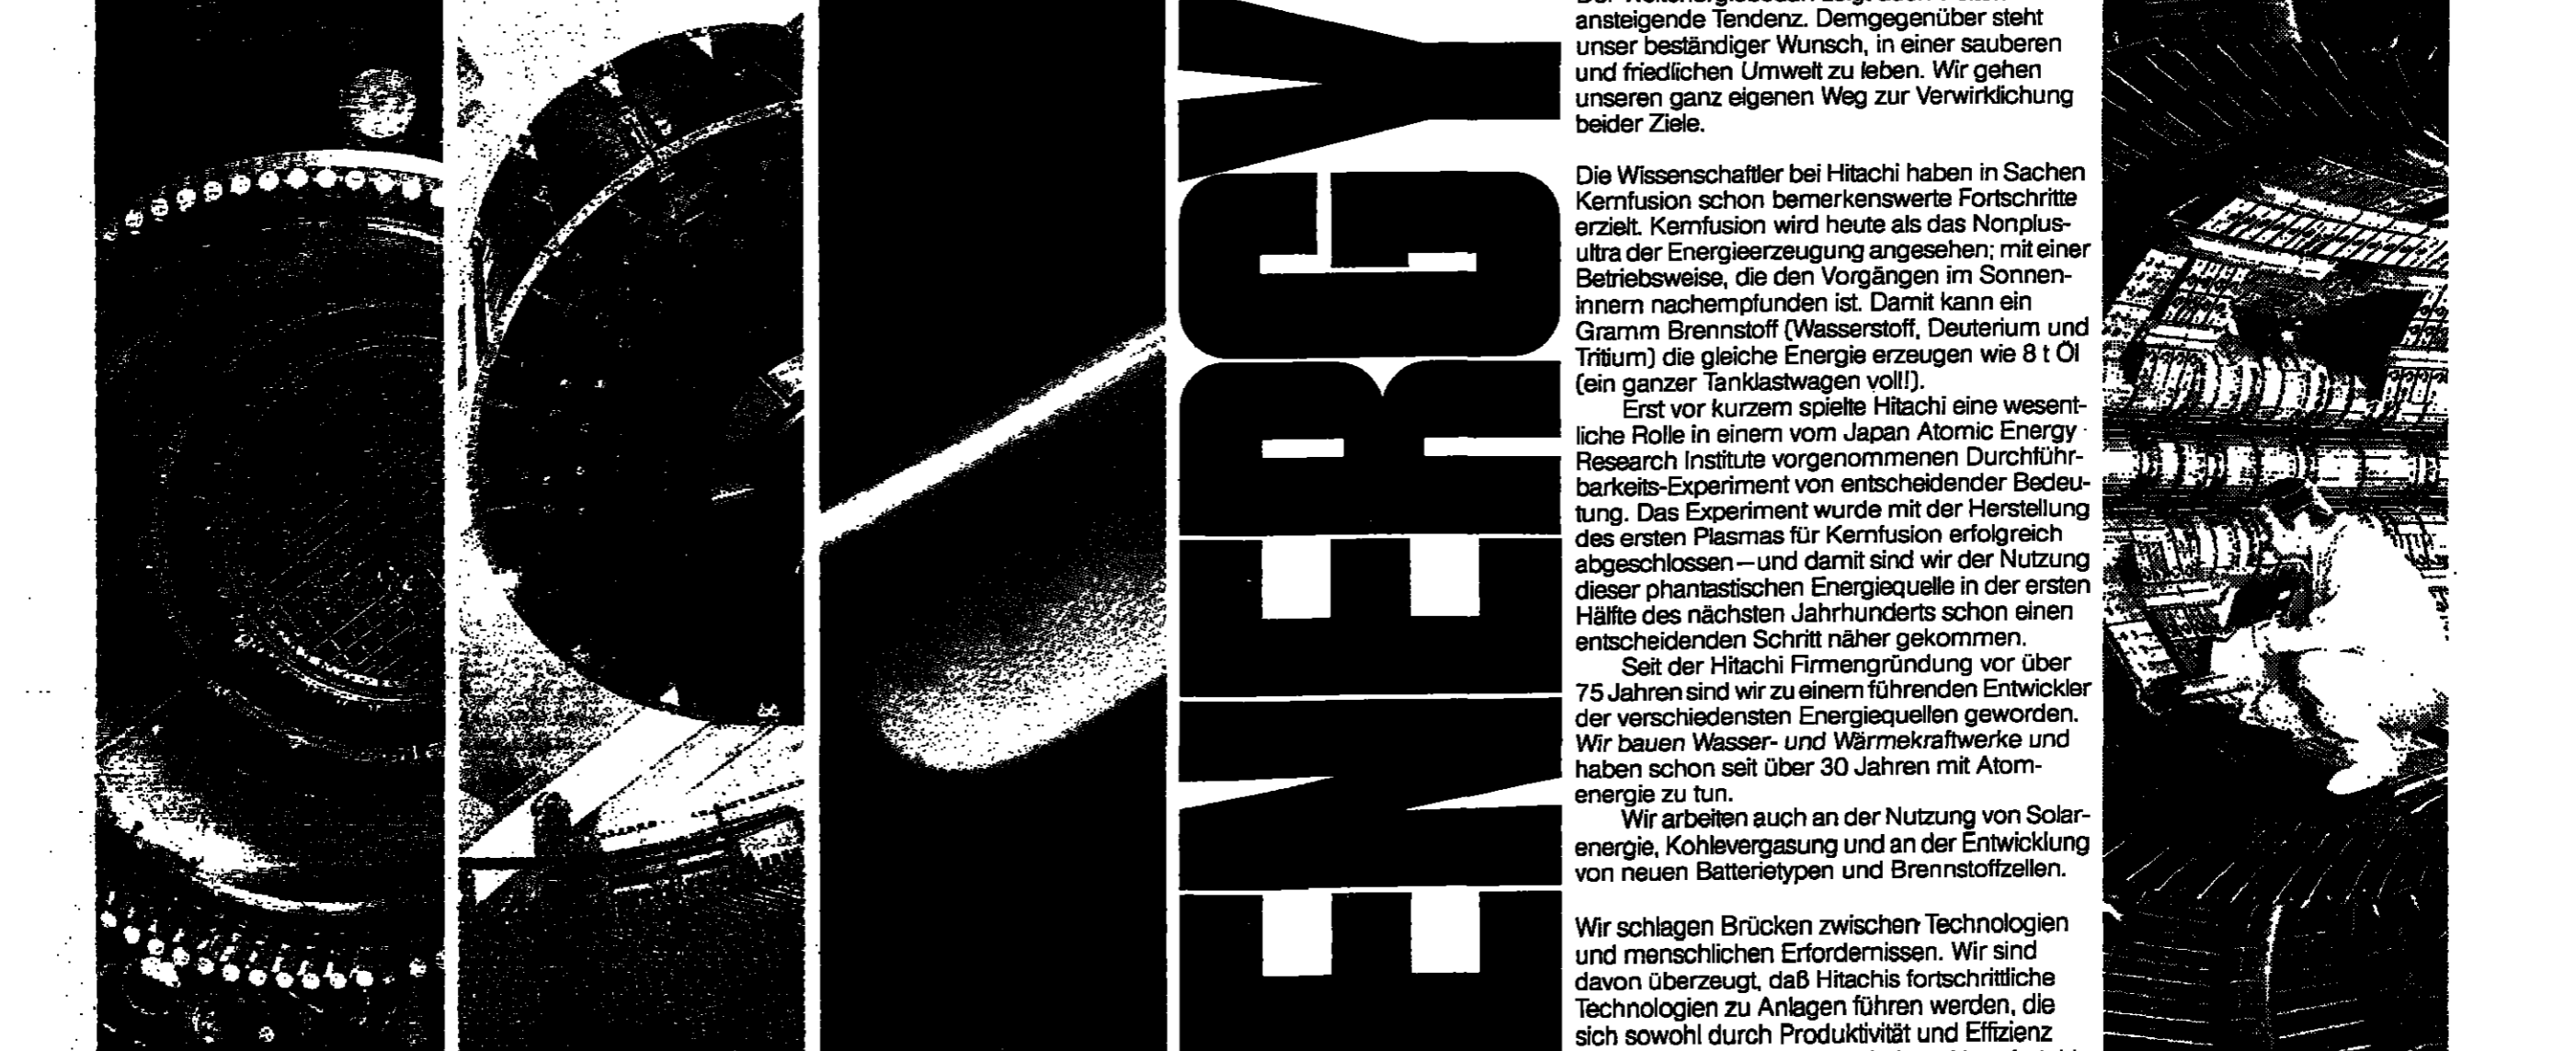 ENERGY
ansteigende Tendenz. Demgegenüber steht
unser beständiger Wunsch, in einer sauberen
und friedlichen Umwelt zu leben. Wir gehen
unseren ganz eigenen Weg zur Verwirklichung
beider Ziele.
Die Wissenschaftler bei Hitachi haben in Sachen
Kernfusion schon bemerkenswerte Fortschritte
erzielt. Kernfusion wird heute als das Nonplus-
ultra der Energieerzeugung angesehen; mit einer
Betriebsweise, die den Vorgängen im Sonnen-
innern nachempfunden ist. Damit kann ein
Gramm Brennstoff (Wasserstoff, Deuterium und
Tritium) die gleiche Energie erzeugen wie 8 t Öl
(ein ganzer Tanklastwagen voll!).
Erst vor kurzem spielte Hitachi eine wesent-
liche Rolle in einem vom Japan Atomic Energy
Research Institute vorgenommenen Durchführ-
barkeits-Experiment von entscheidender Bedeu-
tung. Das Experiment wurde mit der Herstellung
des ersten Plasmas für Kernfusion erfolgreich
abgeschlossen—und damit sind wir der Nutzung
dieser phantastischen Energiequelle in der ersten
Hälfte des nächsten Jahrhunderts schon einen
entscheidenden Schritt näher gekommen.
Seit der Hitachi Firmengründung vor über
75 Jahren sind wir zu einem führenden Entwickler
der verschiedensten Energiequellen geworden.
Wir bauen Wasser- und Wärmekraftwerke und
haben schon seit über 30 Jahren mit Atom-
energie zu tun.
Wir arbeiten auch an der Nutzung von Solar-
energie, Kohlevergasung und an der Entwicklung
von neuen Batterietypen und Brennstoffzellen.
Wir schlagen Brücken zwischen Technologien
und menschlichen Erfordernissen. Wir sind
davon überzeugt, daß Hitachis fortschrittliche
Technologien zu Anlagen führen werden, die
sich sowohl durch Produktivität und Effizienz